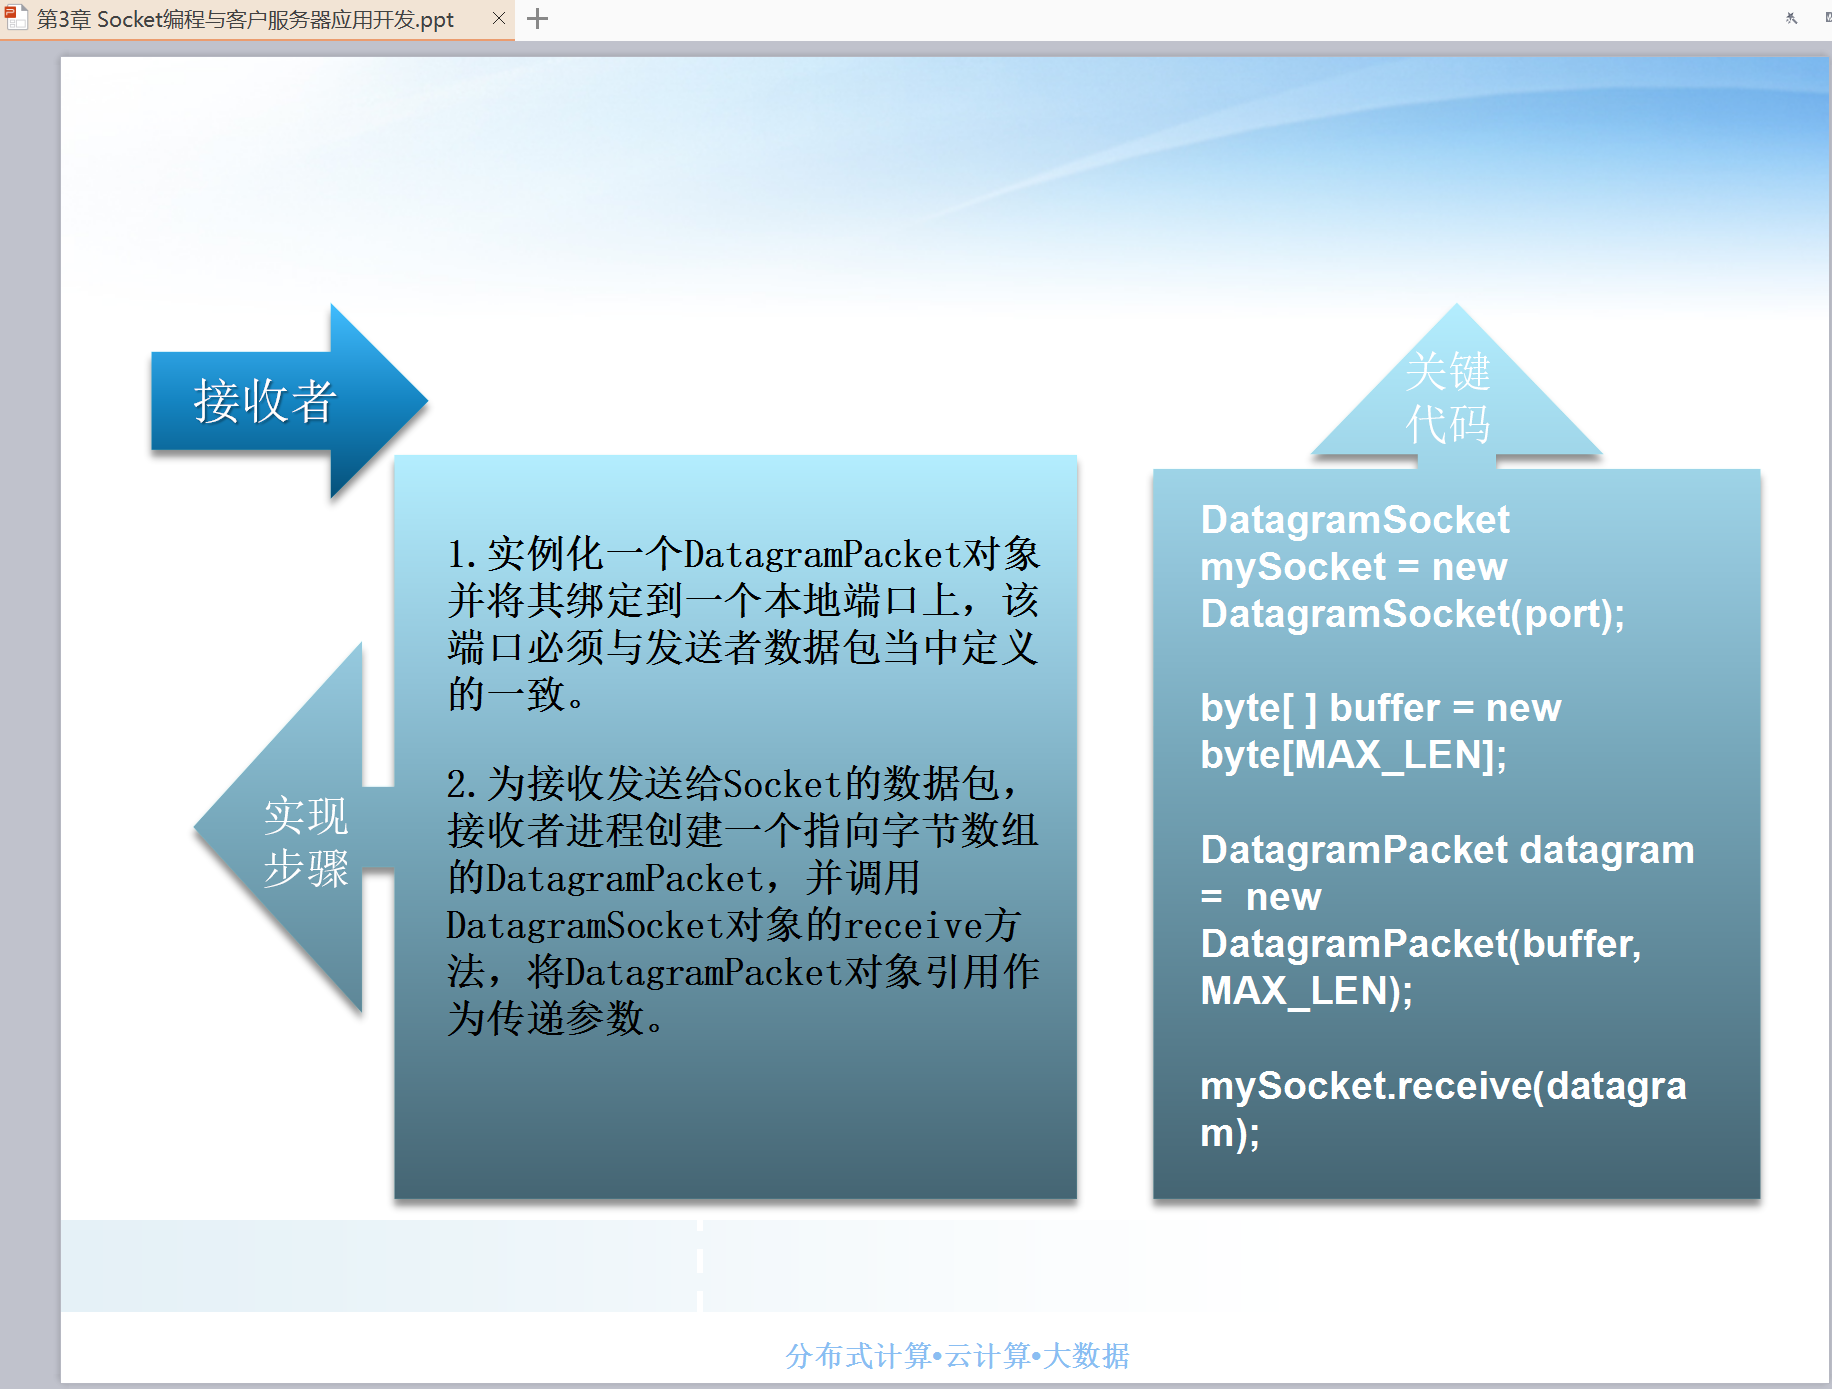 第3章 Socket编程与客户服务器应用开发.ppt
接收者
实现
步骤
1.实例化一个DatagramPacket对象
并将其绑定到一个本地端口上，该
端口必须与发送者数据包当中定义
的一致。
2.为接收发送给Socket的数据包，
接收者进程创建一个指向字节数组
的DatagramPacket，并调用
DatagramSocket对象的receive方
法，将DatagramPacket对象引用作
为传递参数。
关键
代码
DatagramSocket
mySocket = new
DatagramSocket(port);
byte[ ] buffer = new
byte[MAX_LEN];
DatagramPacket datagram
=  new
DatagramPacket(buffer,
MAX_LEN);
mySocket.receive(datagra
m);
分布式计算•云计算•大数据